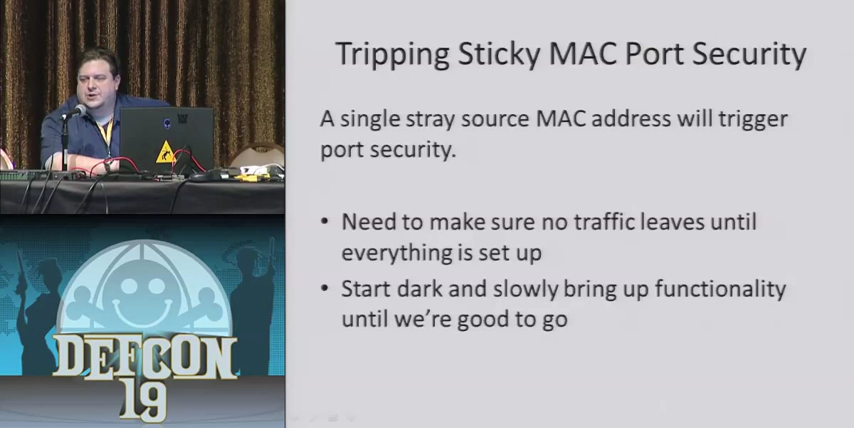 Tripping Sticky MAC Port Security
A single stray source MAC address will trigger
port security.
• Need to make sure no traffic leaves until
everything is set up
• Start dark and slowly bring up functionality
until we're good to go
DEFCON
19